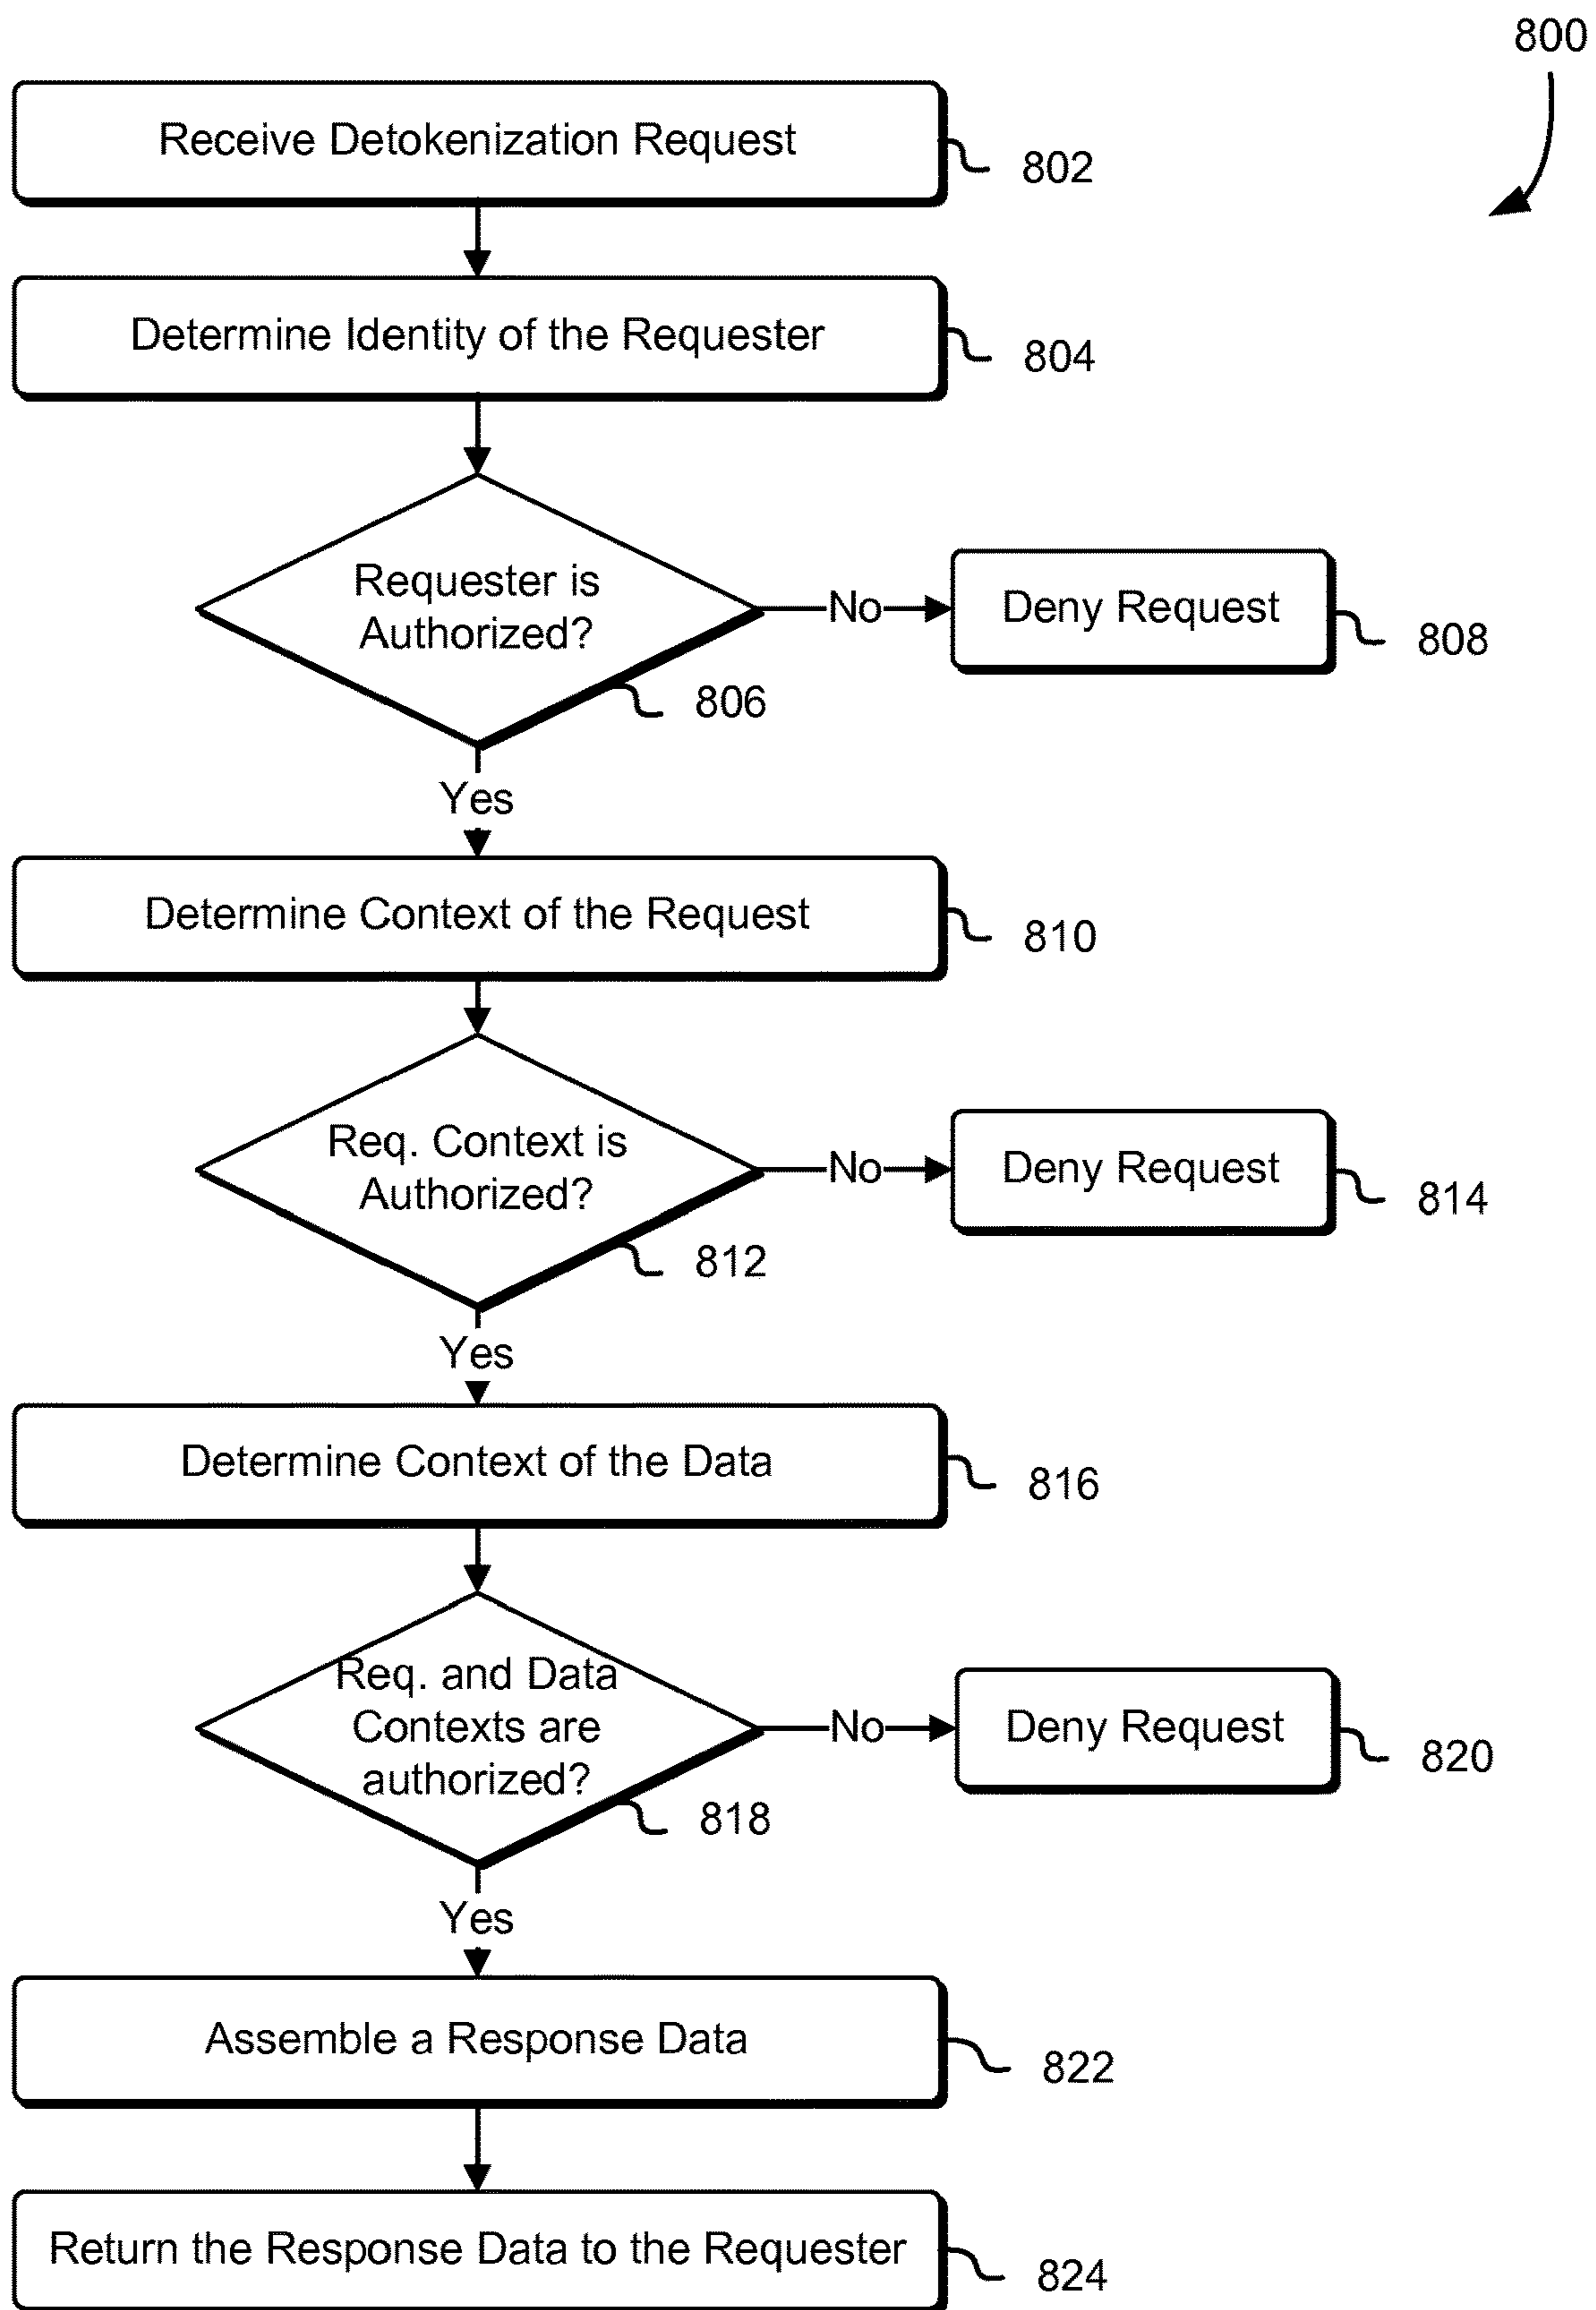 800
Receive Detokenization Request
802
Determine Identity of the Requester
804
Requester is
Authorized?
806
No
Deny Request
808
Yes
Determine Context of the Request
810
Req. Context is
Authorized?
812
No
Deny Request
814
Yes
Determine Context of the Data
816
Req. and Data
Contexts are
authorized?
818
No
Deny Request
820
Yes
Assemble a Response Data
822
Return the Response Data to the Requester
824